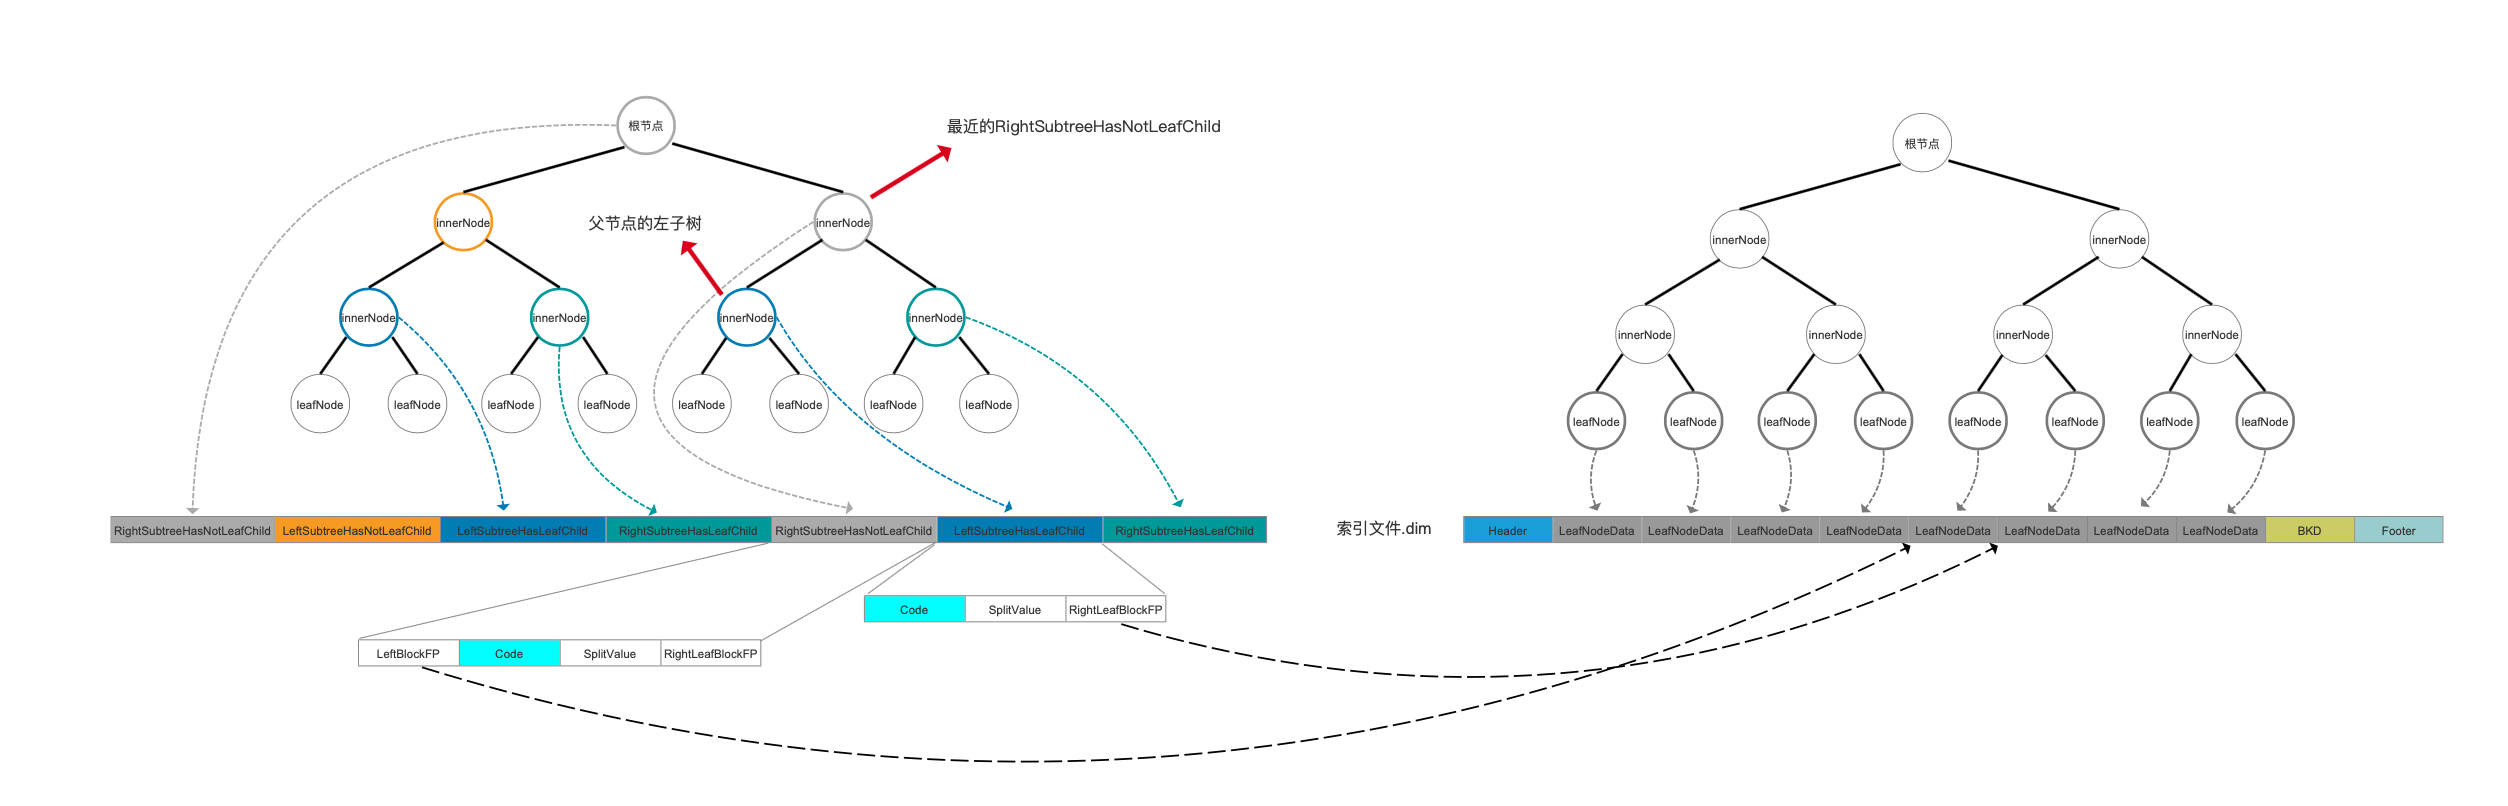 根节点
最近的RightSubtreeHasNotLeafChild
innerNode
父节点的左子树
innerNode
innerNode
innerNode
innerNode
innerNode
leafNode
leafNode
leafNode
leafNode
leafNode
leafNode
leafNode
leafNode
RightSubtreeHasNotLeafChild LeftSubtreeHasNotLeafChild LeftSubtreeHasLeafChild RightSubtreeHasLeafChild RightSubtreeHasNotLeafChild LeftSubtreeHasLeafChild RightSubtreeHasLeafChild
Code SplitValue RightLeafBlockFP
LeftBlockFP Code SplitValue RightLeafBlockFP
根节点
innerNode
innerNode
innerNode
innerNode
innerNode
innerNode
leafNode
leafNode
leafNode
leafNode
leafNode
leafNode
leafNode
leafNode
索引文件.dim
Header LeafNodeData LeafNodeData LeafNodeData LeafNodeData LeafNodeData LeafNodeData LeafNodeData LeafNodeData BKD Footer